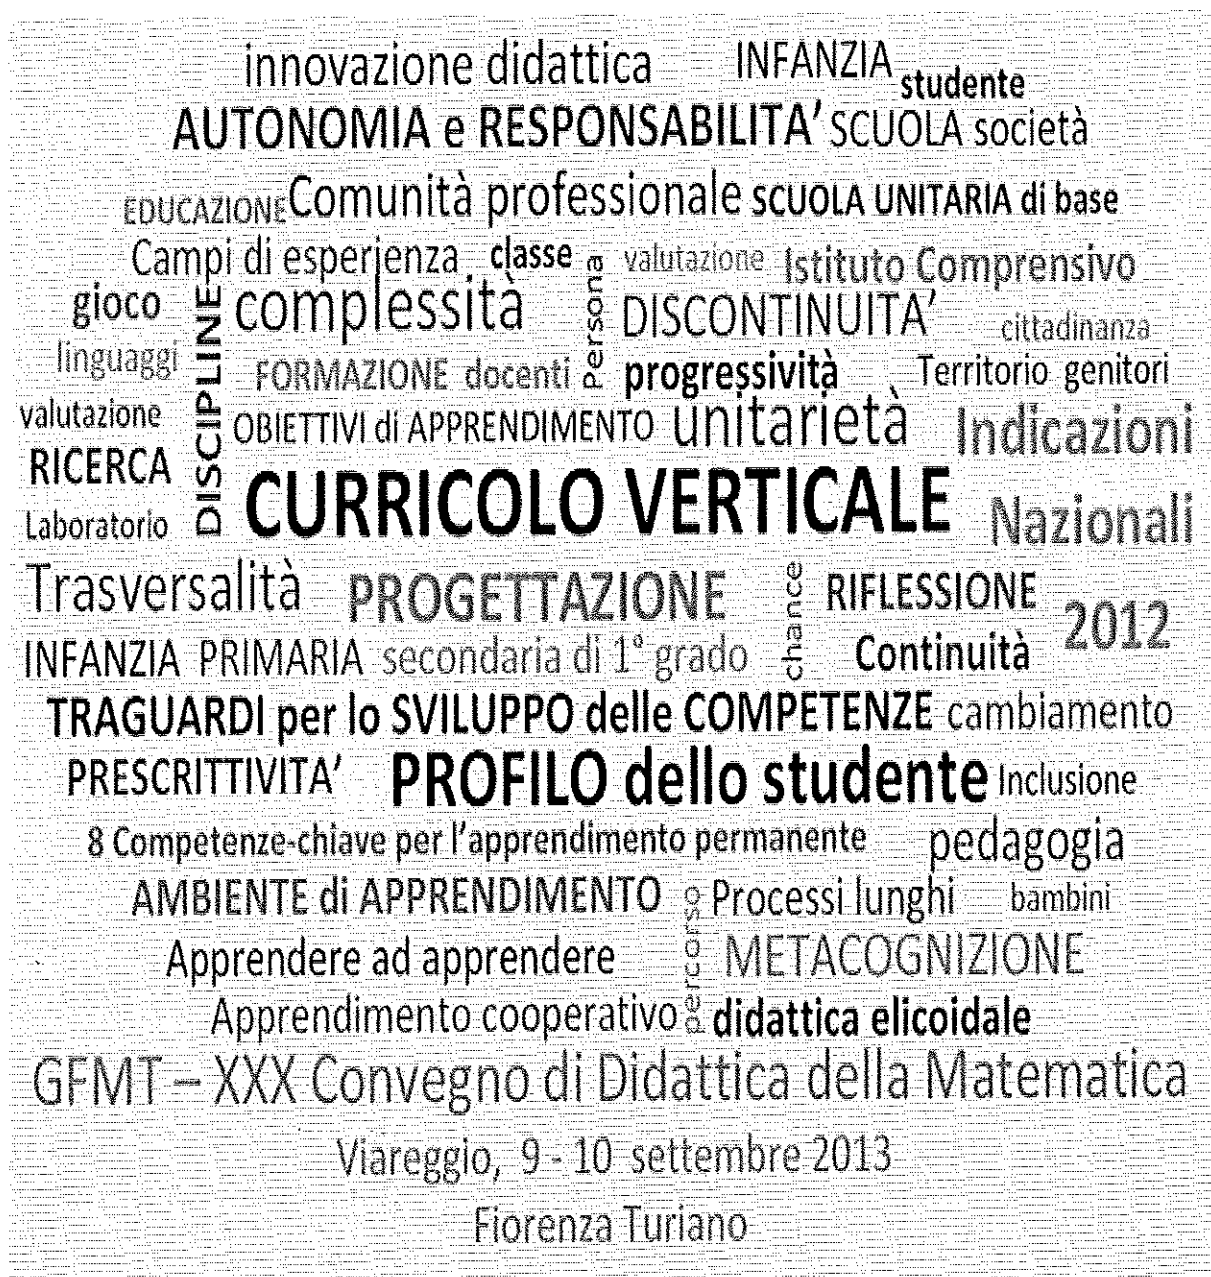 innovazione didattica INFANZIA studente
AUTONOMIA e RESPONSABILITA’ SCUOLA società
EDUCAZIONE Comunità professionale SCUOLA UNITARIA di base
Campi di esperienza classe valutazione Istituto Comprensivo
gioco DISCIPLINE complessità Persona DISCONTINUITA’ cittadinanza
linguaggi FORMAZIONE docenti progressività Territorio genitori
valutazione OBIETTIVI di APPRENDIMENTO unitarietà Indicazioni
RICERCA CURRICOLO VERTICALE
Laboratorio Nazionali
Trasversalità PROGETTAZIONE chance RIFLESSIONE 2012
INFANZIA PRIMARIA secondaria di 1° grado Continuità
TRAGUARDI per lo SVILUPPO delle COMPETENZE cambiamento
PRESCRITTIVITA’ PROFILO dello studente Inclusione
8 Competenze-chiave per l’apprendimento permanente pedagogia
AMBIENTE di APPRENDIMENTO percorso Processi lunghi bambini
Apprendere ad apprendere METACOGNIZIONE
Apprendimento cooperativo didattica elicoidale
GFMT – XXX Convegno di Didattica della Matematica
Viareggio, 9 - 10 settembre 2013
Fiorenza Turiano